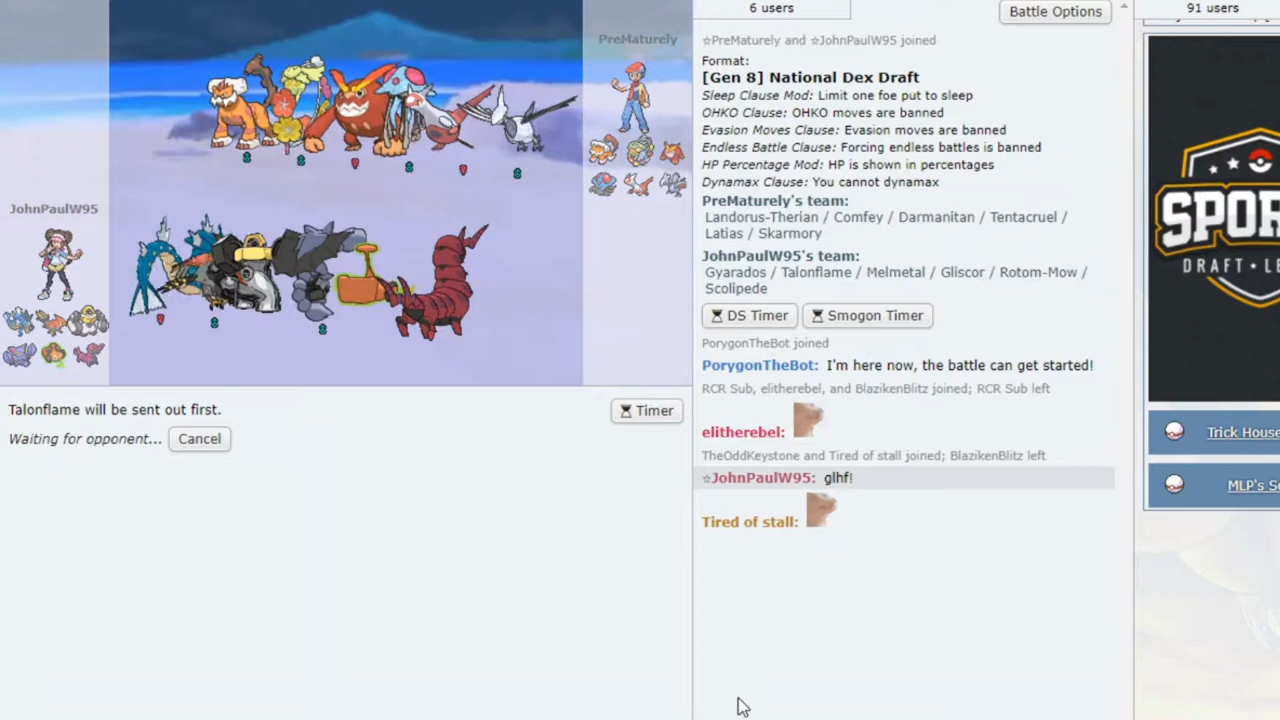 6 users
Battle Options
91 users
PreMaturely
JohnPaulW95
☆PreMaturely and ☆JohnPaulW95 joined
Format:
[Gen 8] National Dex Draft
Sleep Clause Mod: Limit one foe put to sleep
OHKO Clause: OHKO moves are banned
Evasion Moves Clause: Evasion moves are banned
Endless Battle Clause: Forcing endless battles is banned
HP Percentage Mod: HP is shown in percentages
Dynamax Clause: You cannot dynamax
PreMaturely's team:
Landorus-Therian / Comfey / Darmanitan / Tentacruel /
Latias / Skarmory
JohnPaulW95's team:
Gyarados / Talonflame / Melmetal / Gliscor / Rotom-Mow /
Scolipede
DS Timer
Smogon Timer
PorygonTheBot joined
PorygonTheBot: I'm here now, the battle can get started!
RCR Sub, elitherebel, and BlazikenBlitz joined; RCR Sub left
elitherebel:
TheOddKeystone and Tired of stall joined; BlazikenBlitz left
☆JohnPaulW95: glhf!
Tired of stall:
Talonflame will be sent out first.
Timer
Waiting for opponent...
Cancel
SPOR
DRAFT • LE
Trick House
MLP's Se